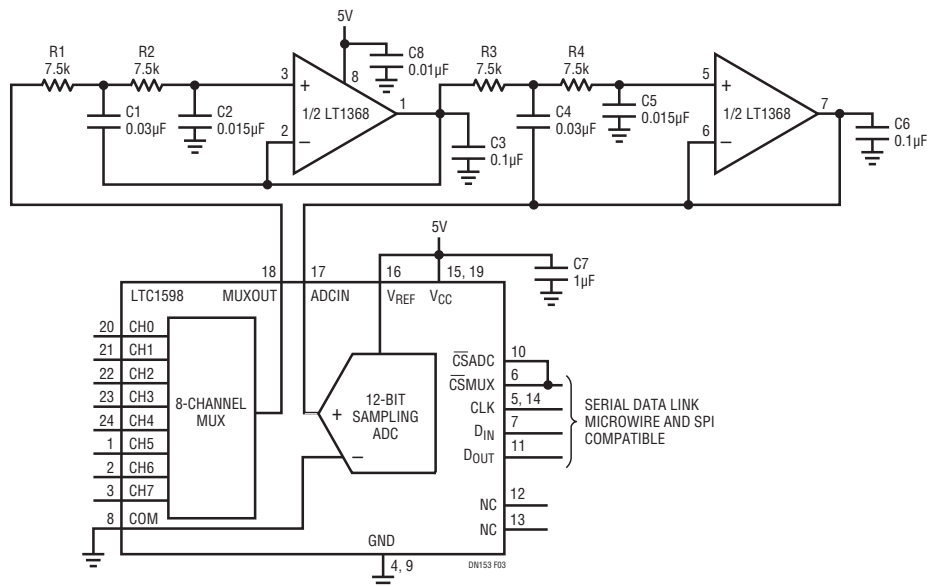 5V
R1
7.5k
R2
7.5k
C8
0.01µF
R3
7.5k
R4
7.5k
3
8
+
1/2 LT1368
1
2
–
C1
0.03µF
C2
0.015µF
C3
0.1µF
5
+
1/2 LT1368
7
6
–
C4
0.03µF
C5
0.015µF
C6
0.1µF
5V
18
17
16
15, 19
C7
1µF
LTC1598
MUXOUT
ADCIN
VREF
VCC
20 CH0
21 CH1
22 CH2
23 CH3
24 CH4
1 CH5
2 CH6
3 CH7
8 COM
8-CHANNEL
MUX
+
–
12-BIT
SAMPLING
ADC
C̅S̅ADC 10
C̅S̅MUX 6
CLK 5, 14
DIN 7
DOUT 11
NC 12
NC 13
SERIAL DATA LINK
MICROWIRE AND SPI
COMPATIBLE
GND
4, 9
DN153 F03